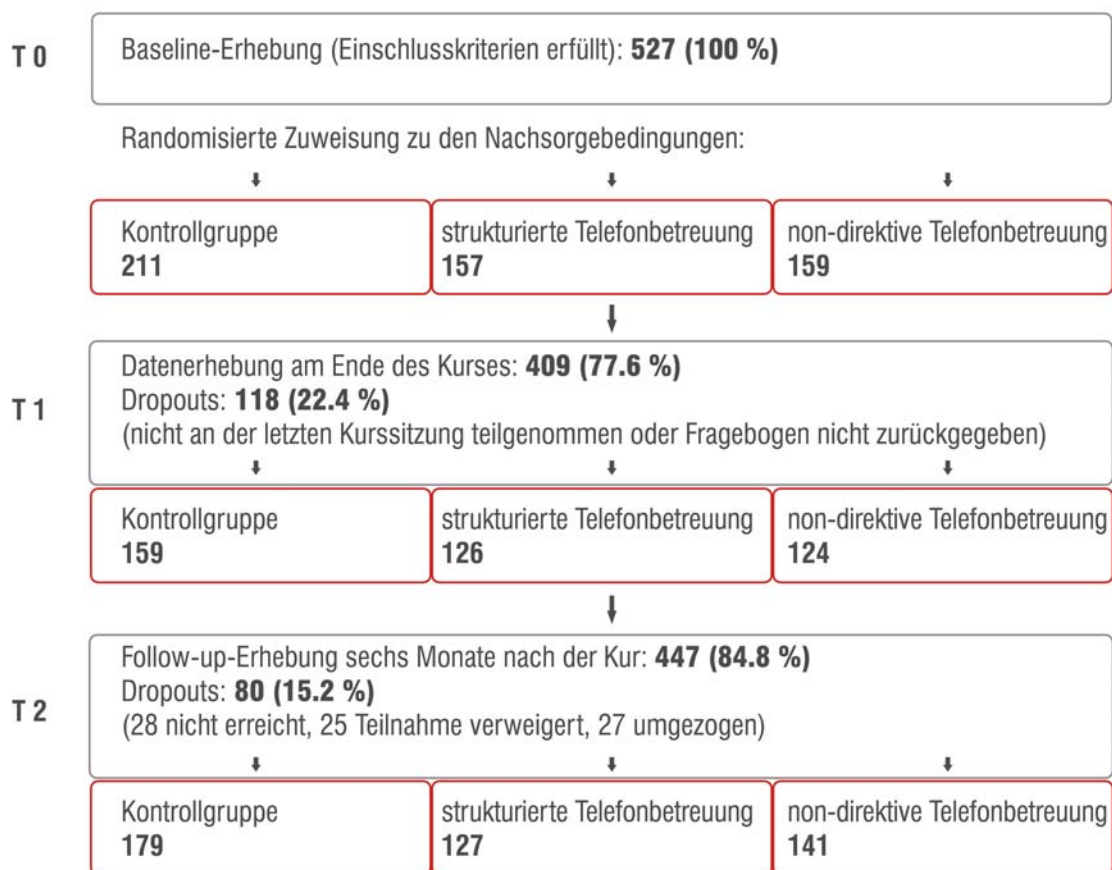 T 0
Baseline-Erhebung (Einschlusskriterien erfüllt): 527 (100 %)
Randomisierte Zuweisung zu den Nachsorgebedingungen:
Kontrollgruppe
211
strukturierte Telefonbetreuung
157
non-direktive Telefonbetreuung
159
T 1
Datenerhebung am Ende des Kurses: 409 (77.6 %)
Dropouts: 118 (22.4 %)
(nicht an der letzten Kurssitzung teilgenommen oder Fragebogen nicht zurückgegeben)
Kontrollgruppe
159
strukturierte Telefonbetreuung
126
non-direktive Telefonbetreuung
124
T 2
Follow-up-Erhebung sechs Monate nach der Kur: 447 (84.8 %)
Dropouts: 80 (15.2 %)
(28 nicht erreicht, 25 Teilnahme verweigert, 27 umgezogen)
Kontrollgruppe
179
strukturierte Telefonbetreuung
127
non-direktive Telefonbetreuung
141